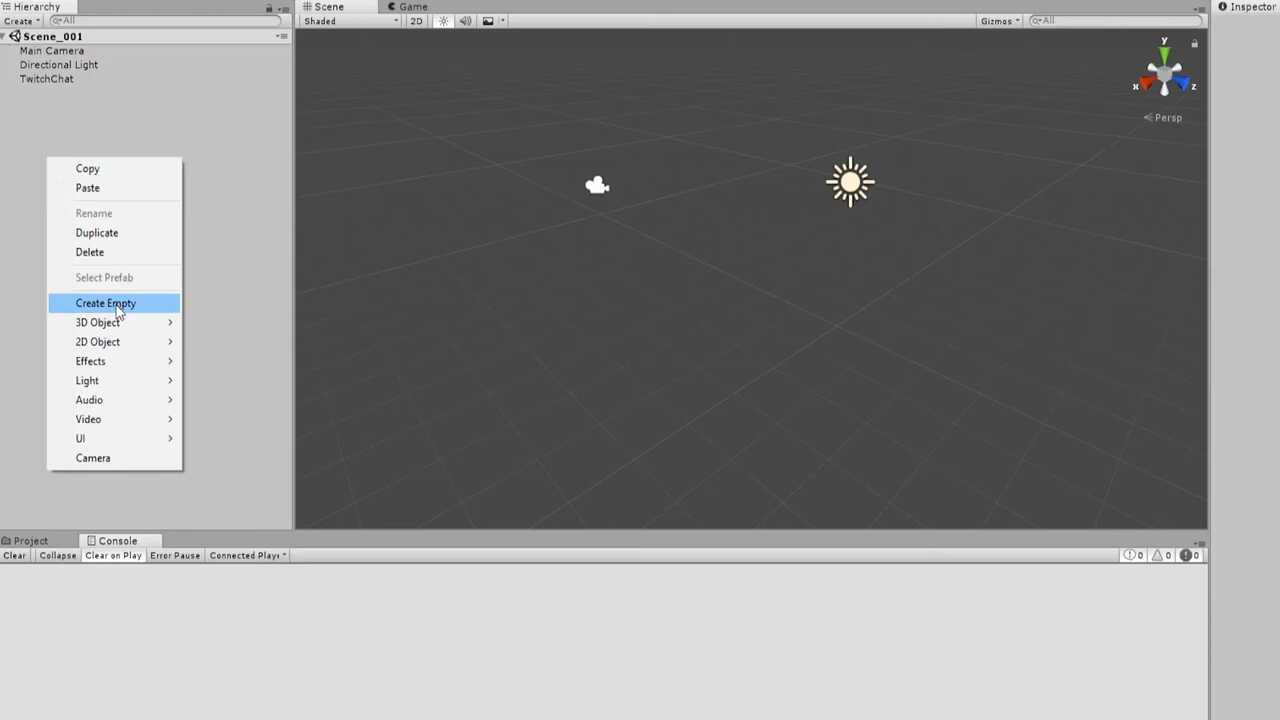 Hierarchy
Create
All
Scene_001
Main Camera
Directional Light
TwitchChat
Copy
Paste
Rename
Duplicate
Delete
Select Prefab
Create Empty
3D Object
2D Object
Effects
Light
Audio
Video
UI
Camera
Scene
Game
Shaded
2D
Gizmos
All
y
x
z
Persp
Inspector
Project
Console
Clear
Collapse
Clear on Play
Error Pause
Connected Playe
0
0
0